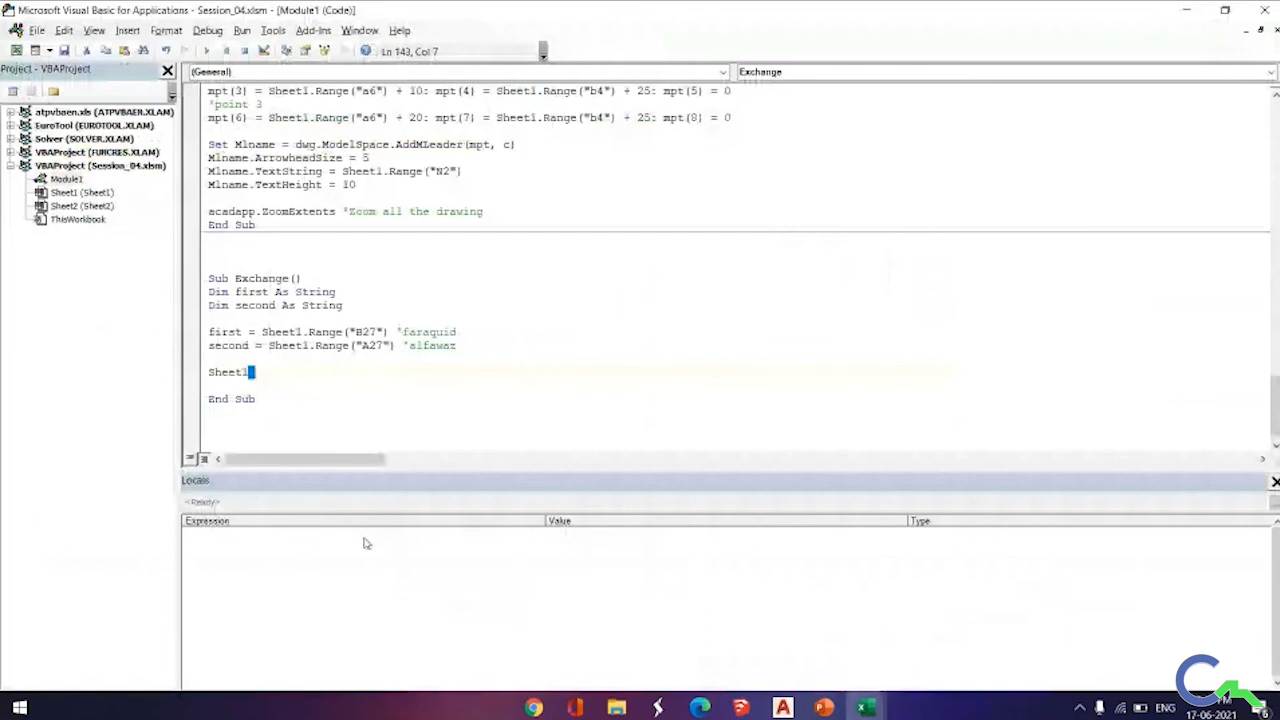 Microsoft Visual Basic for Applications - Session_04.xlsm - [Module1 (Code)]
File Edit View Insert Format Debug Run Tools Add-Ins Window Help
Ln 143, Col 7
Project - VBAProject
(General)
Exchange
atpvbaen.xls (ATPVBAEN.XLAM)
EuroTool (EUROTOOL.XLAM)
Solver (SOLVER.XLAM)
VBAProject (FUNCRES.XLAM)
VBAProject (Session_04.xlsm)
Module1
Sheet1 (Sheet1)
Sheet2 (Sheet2)
ThisWorkbook
mpt(3) = Sheet1.Range("a6") + 10: mpt(4) = Sheet1.Range("b4") + 25: mpt(5) = 0
'point 3
mpt(6) = Sheet1.Range("a6") + 20: mpt(7) = Sheet1.Range("b4") + 25: mpt(8) = 0
Set Mlname = dwg.ModelSpace.AddMLeader(mpt, c)
Mlname.ArrowheadSize = 5
Mlname.TextString = Sheet1.Range("N2")
Mlname.TextHeight = 10
acadapp.ZoomExtents 'Zoom all the drawing
End Sub
Sub Exchange()
Dim first As String
Dim second As String
first = Sheet1.Range("B27") 'faraquid
second = Sheet1.Range("A27") 'alfawaz
Sheet1
End Sub
Locals
<Ready>
Expression
Value
Type
ENG
PM
17-06-2021